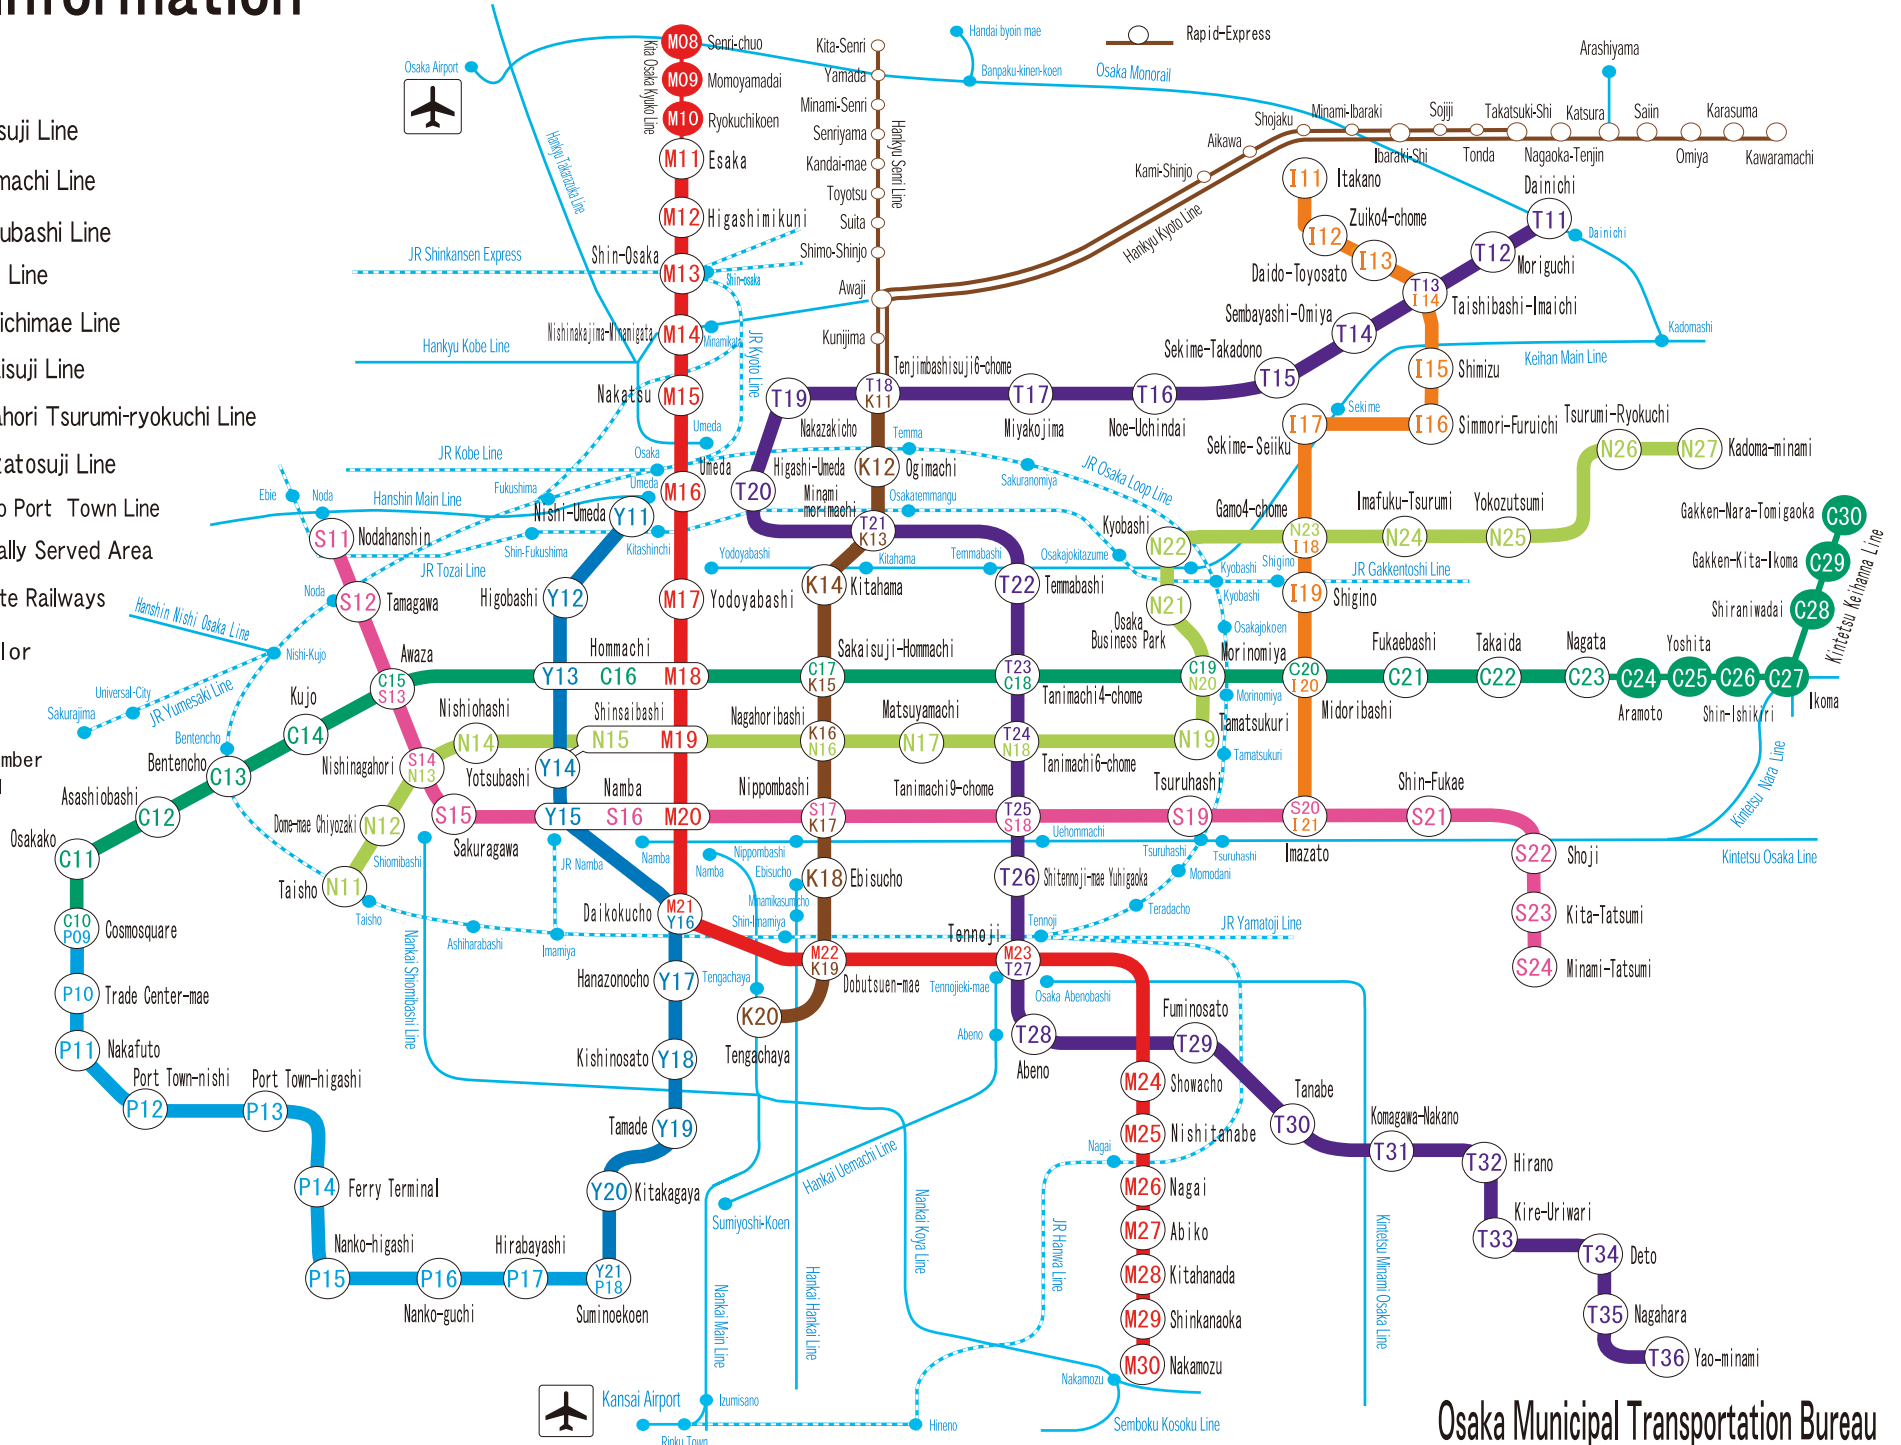 information
suji Line
machi Line
ubashi Line
Line
ichimae Line
isuji Line
ahori Tsurumi-ryokuchi Line
zatosuji Line
o Port Town Line
ally Served Area
te Railways
lor
mber
Rapid-Express
Osaka Airport
Kita Osaka Kyuko Line
M08 Senri-chuo
M09 Momoyamadai
M10 Ryokuchikoen
M11 Esaka
M12 Higashimikuni
Shin-Osaka M13
Shin-osaka
Nishinakajima-Minamigata M14
Minamikata
Nakatsu M15
Umeda
Umeda M16
M17 Yodoyabashi
Hommachi
Y13 C16 M18
Shinsaibashi
N15 M19
Namba
Y15 S16 M20
Daikokucho M21 Y16
M22 K19 Dobutsuen-mae
Tennoji M23 T27
M24 Showacho
M25 Nishitanabe
M26 Nagai
M27 Abiko
M28 Kitahanada
M29 Shinkanaoka
M30 Nakamozu
Kita-Senri
Yamada
Minami-Senri
Senriyama
Kandai-mae
Toyotsu
Suita
Shimo-Shinjo
Awaji
Kunijima
Hankyu Senri Line
Handai byoin mae
Banpaku-kinen-koen
Osaka Monorail
Hankyu Kyoto Line
Kami-Shinjo
Aikawa
Shojaku
Minami-Ibaraki
Ibaraki-Shi
Sojiji
Tonda
Takatsuki-Shi
Nagaoka-Tenjin
Katsura
Arashiyama
Saiin
Omiya
Karasuma
Kawaramachi
I11 Itakano
I12 Zuiko4-chome
I13 Daido-Toyosato
T13 I14 Taishibashi-Imaichi
I15 Shimizu
I16 Simmori-Furuichi
I17 Sekime-Seiiku
Gamo4-chome N23 I18
I19 Shigino
C20 I20 Midoribashi
S20 I21 Imazato
Dainichi T11
Dainichi
T12 Moriguchi
Sembayashi-Omiya T14
Sekime-Takadono T15
T16 Noe-Uchindai
T17 Miyakojima
Tenjimbashisuji6-chome T18 K11
T19 Nakazakicho
T20 Higashi-Umeda
Minami morimachi T21 K13
T22 Temmabashi
T23 C18 Tanimachi4-chome
T24 N18 Tanimachi6-chome
Tanimachi9-chome T25 S18
T26 Shitennoji-mae Yuhigaoka
T28 Abeno
T29 Fuminosato
T30 Tanabe
T31 Komagawa-Nakano
T32 Hirano
T33 Kire-Uriwari
T34 Deto
T35 Nagahara
T36 Yao-minami
K12 Ogimachi
K14 Kitahama
Sakaisuji-Hommachi C17 K15
Nagahoribashi K16 N16
Nippombashi S17 K17
K18 Ebisucho
K20 Tengachaya
Nishi-Umeda Y11
Higobashi Y12
Yotsubashi Y14
Hanazonocho Y17
Kishinosato Y18
Tamade Y19
Y20 Kitakagaya
Y21 P18 Suminoekoen
Hirabayashi P17
P16 Nanko-guchi
Nanko-higashi P15
P14 Ferry Terminal
Port Town-higashi P13
Port Town-nishi P12
P11 Nakafuto
P10 Trade Center-mae
C10 P09 Cosmosquare
Osakako C11
Asashiobashi C12
Bentencho C13
Kujo C14
Awaza C15 S13
C19 N20 Morinomiya
Fukaebashi C21
Takaida C22
Nagata C23
C24 Aramoto
Yoshita C25
C26 Shin-Ishikiri
C27 Ikoma
Shiraniwadai C28
Gakken-Kita-Ikoma C29
Gakken-Nara-Tomigaoka C30
Kintetsu Keihanna Line
S11 Nodahanshin
S12 Tamagawa
Nishinagahori S14 N13
S15 Sakuragawa
Tsuruhashi S19
Shin-Fukae S21
S22 Shoji
S23 Kita-Tatsumi
S24 Minami-Tatsumi
Taisho N11
Dome-mae Chiyozaki N12
Nishiohashi N14
Matsuyamachi N17
N19 Tamatsukuri
N21 Osaka Business Park
Kyobashi N22
Imafuku-Tsurumi N24
Yokozutsumi N25
Tsurumi-Ryokuchi N26
N27 Kadoma-minami
Hankyu Takarazuka Line
JR Shinkansen Express
Hankyu Kobe Line
JR Kyoto Line
JR Kobe Line
Osaka
Umeda
Hanshin Main Line
Fukushima
Ebie
Noda
Shin-Fukushima
Kitashinchi
JR Tozai Line
Noda
Hanshin Nishi Osaka Line
Nishi-Kujo
Universal-City
Sakurajima
JR Yumesaki Line
Bentencho
Temma
Sakuranomiya
JR Osaka Loop Line
Osakatemmangu
Yodoyabashi
Kitahama
Temmabashi
Osakajokitazume
Kyobashi
Kyobashi
Shigino
JR Gakkentoshi Line
Osakajokoen
Morinomiya
Tamatsukuri
Sekime
Keihan Main Line
Kadomashi
Shiomibashi
JR Namba
Namba
Namba
Nippombashi
Ebisucho
Minamikasumicho
Shin-Imamiya
Uehommachi
Tsuruhashi
Tsuruhashi
Momodani
Teradacho
Tennoji
JR Yamatoji Line
Kintetsu Osaka Line
Kintetsu Nara Line
Taisho
Ashiharabashi
Imamiya
Nankai Shiomibashi Line
Tengachaya
Tennojieki-mae
Osaka Abenobashi
Abeno
Hankai Uemachi Line
Sumiyoshi-Koen
Nagai
JR Hanwa Line
Nankai Koya Line
Nankai Main Line
Hankai Hankai Line
Kintetsu Minami Osaka Line
Kansai Airport
Izumisano
Rinku Town
Hineno
Nakamozu
Semboku Kosoku Line
Osaka Municipal Transportation Bureau